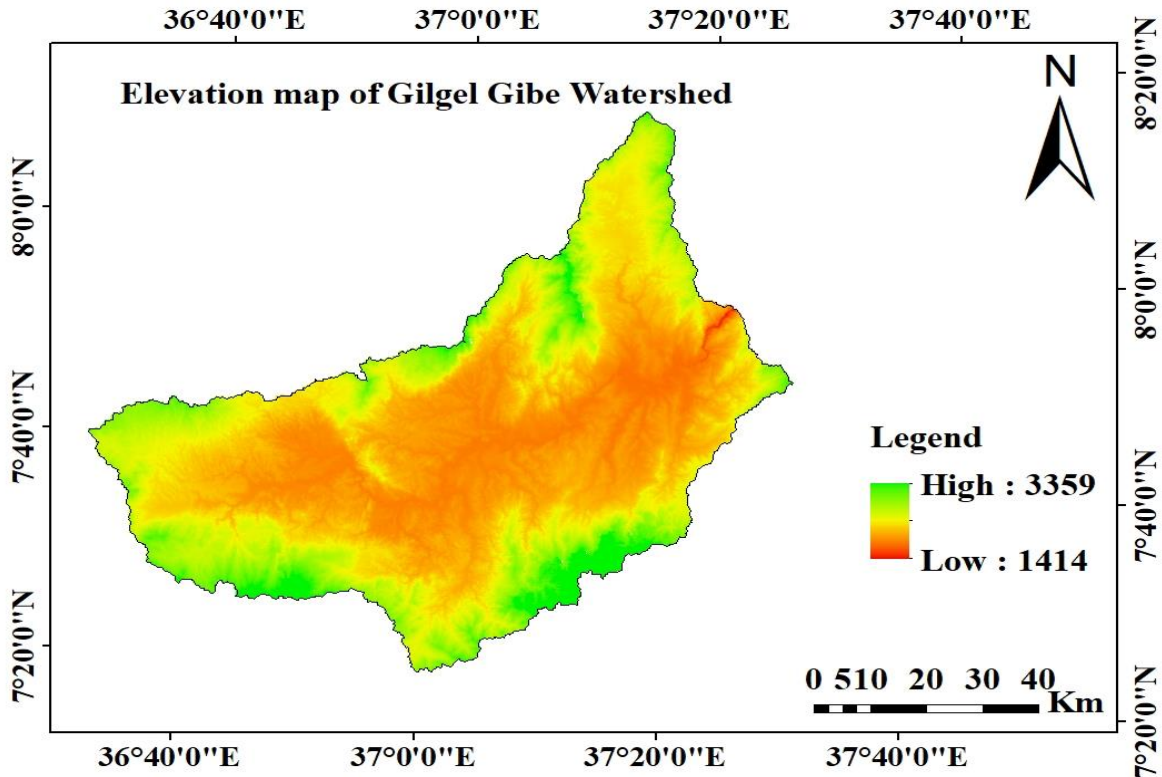 36°40'0"E 37°0'0"E 37°20'0"E 37°40'0"E
N
Elevation map of Gilgel Gibe Watershed
8°20'0"N
8°0'0"N
8°0'0"N
7°40'0"N
Legend
High : 3359
Low : 1414
7°40'0"N
7°20'0"N
0 510 20 30 40
Km
7°20'0"N
36°40'0"E 37°0'0"E 37°20'0"E 37°40'0"E